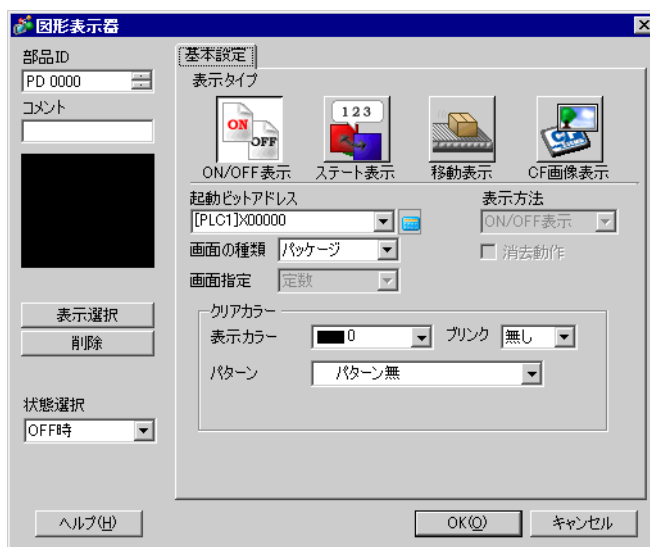 図形表示器
部品ID
PD 0000
コメント
表示選択
削除
状態選択
OFF時
ヘルプ(H)
基本設定
表示タイプ
ON
OFF
123
CF
ON/OFF表示 ステート表示 移動表示 CF画像表示
起動ビットアドレス 表示方法
[PLC1]X00000 ON/OFF表示
画面の種類 パッケージ 消去動作
画面指定 定数
クリアカラー
表示カラー 0 ブリンク 無し
パターン パターン無
OK(O) キャンセル